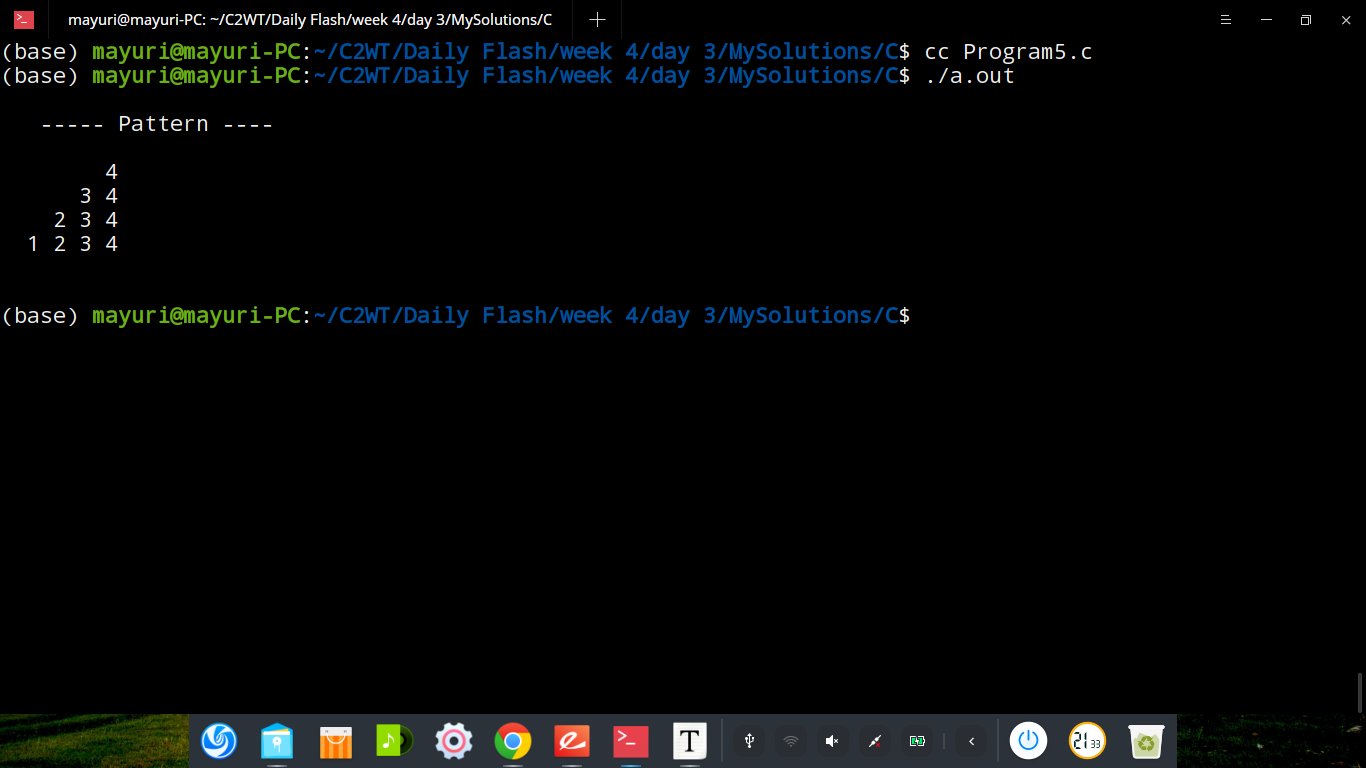 mayuri@mayuri-PC: ~/C2WT/Daily Flash/week 4/day 3/MySolutions/C
(base) mayuri@mayuri-PC:~/C2WT/Daily Flash/week 4/day 3/MySolutions/C$ cc Program5.c
(base) mayuri@mayuri-PC:~/C2WT/Daily Flash/week 4/day 3/MySolutions/C$ ./a.out
----- Pattern ----
4
3 4
2 3 4
1 2 3 4
(base) mayuri@mayuri-PC:~/C2WT/Daily Flash/week 4/day 3/MySolutions/C$
T 21 33